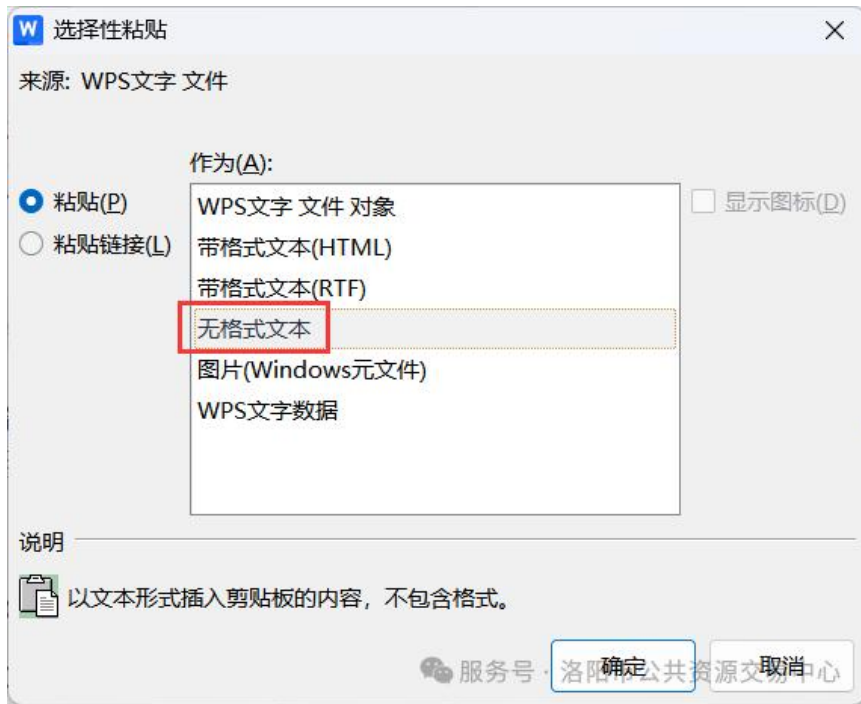 W 选择性粘贴
来源: WPS文字 文件
作为(A):
粘贴(P)
粘贴链接(L)
WPS文字 文件 对象
带格式文本(HTML)
带格式文本(RTF)
无格式文本
图片(Windows元文件)
WPS文字数据
显示图标(D)
说明
以文本形式插入剪贴板的内容，不包含格式。
确定
取消
服务号 · 洛阳市公共资源交易中心